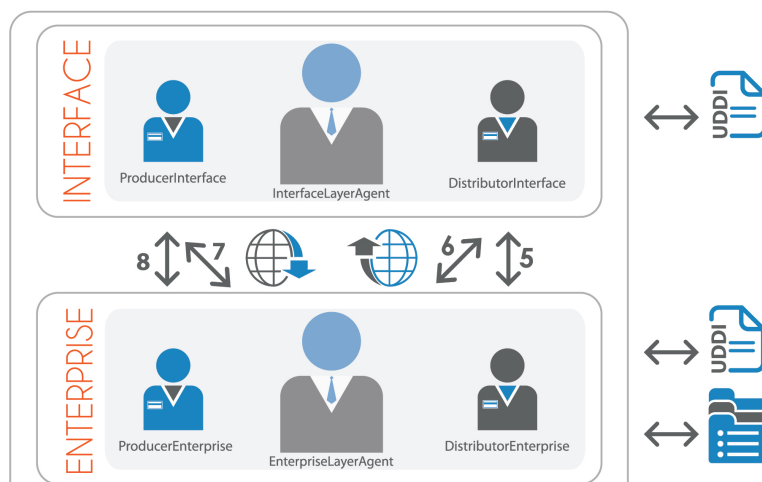 INTERFACE
ProducerInterface
InterfaceLayerAgent
DistributorInterface
UDDI
8
7
6
5
ENTERPRISE
ProducerEnterprise
EnterpriseLayerAgent
DistributorEnterprise
UDDI